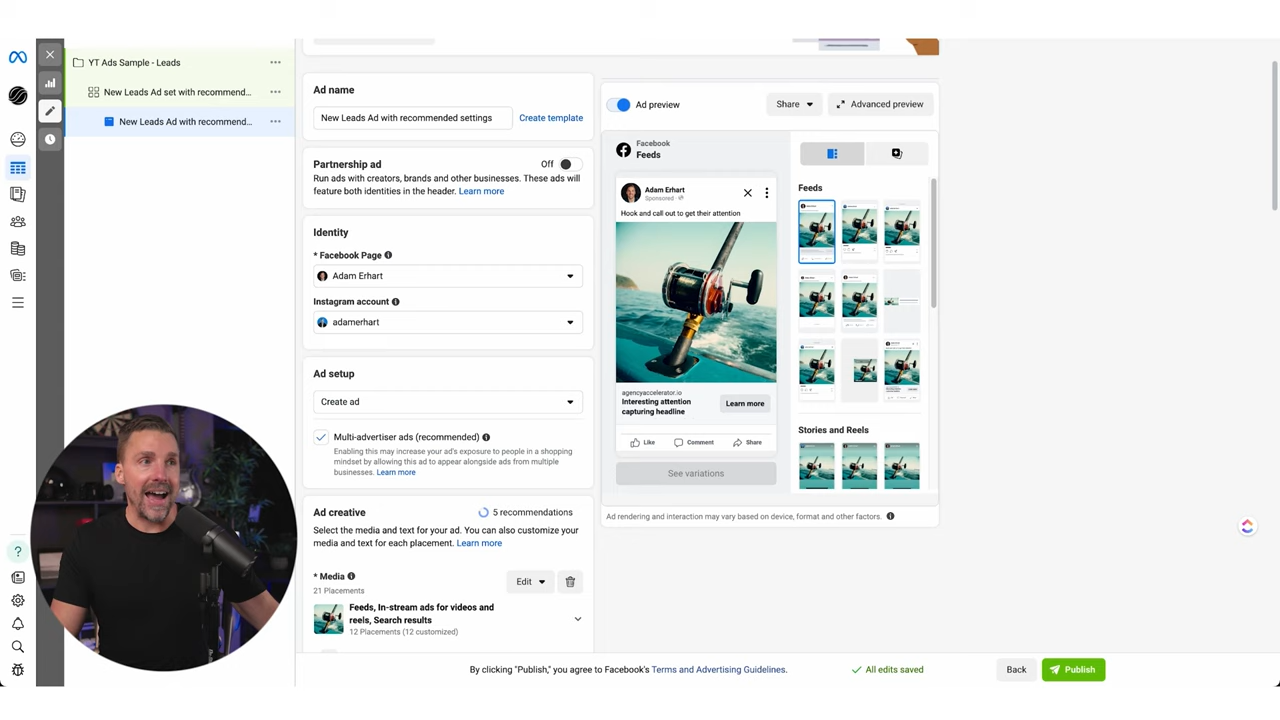 YT Ads Sample - Leads
New Leads Ad set with recommend...
New Leads Ad with recommend...
Ad name
New Leads Ad with recommended settings
Create template
Partnership ad
Off
Run ads with creators, brands and other businesses. These ads will
feature both identities in the header. Learn more
Identity
* Facebook Page
Adam Erhart
Instagram account
adamerhart
Ad setup
Create ad
Multi-advertiser ads (recommended)
Enabling this may increase your ad's exposure to people in a shopping
mindset by allowing this ad to appear alongside ads from multiple
businesses. Learn more
Ad creative
5 recommendations
Select the media and text for your ad. You can also customize your
media and text for each placement. Learn more
* Media
21 Placements
Edit
Feeds, In-stream ads for videos and
reels, Search results
12 Placements (12 customized)
Ad preview
Share
Advanced preview
Facebook
Feeds
Adam Erhart
Sponsored
Hook and call out to get their attention
agencyaccelerator.io
Interesting attention
capturing headline
Learn more
Like
Comment
Share
See variations
Feeds
Stories and Reels
Ad rendering and interaction may vary based on device, format and other factors.
By clicking "Publish," you agree to Facebook's Terms and Advertising Guidelines.
All edits saved
Back
Publish